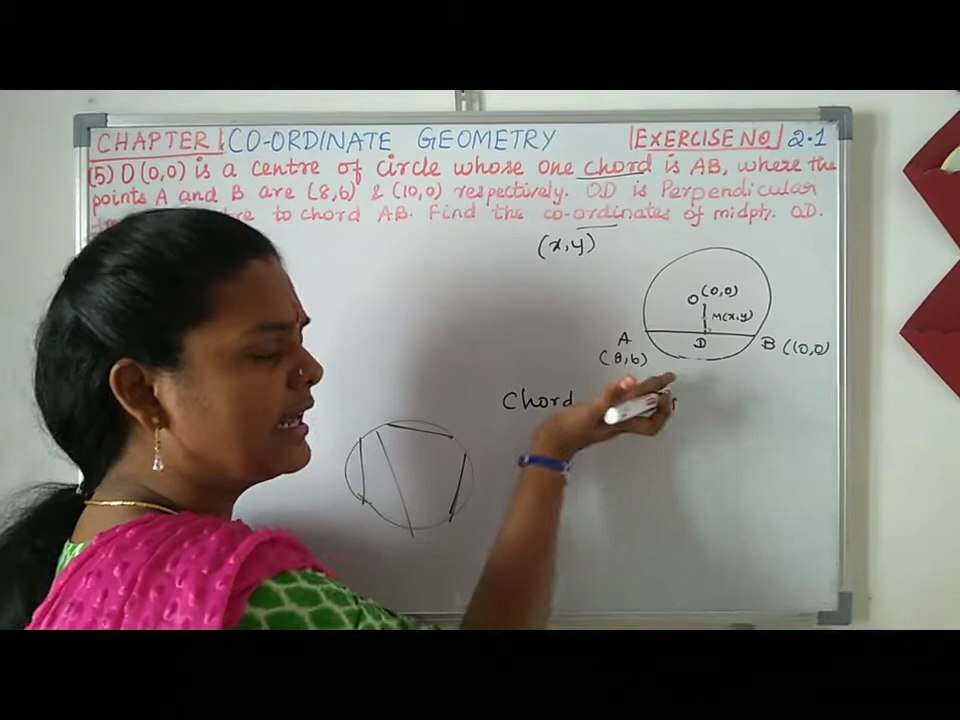 CHAPTER CO-ORDINATE GEOMETRY EXERCISE NO 2.1
(5) O (0,0) is a centre of circle whose one chord is AB, where the
points A and B are (8,6) & (10,0) respectively. OD is Perpendicular
to chord AB. Find the co-ordinates of midpt. OD.
(x,y)
O (0,0)
M(x,y)
A D B (10,0)
(8,6)
Chord